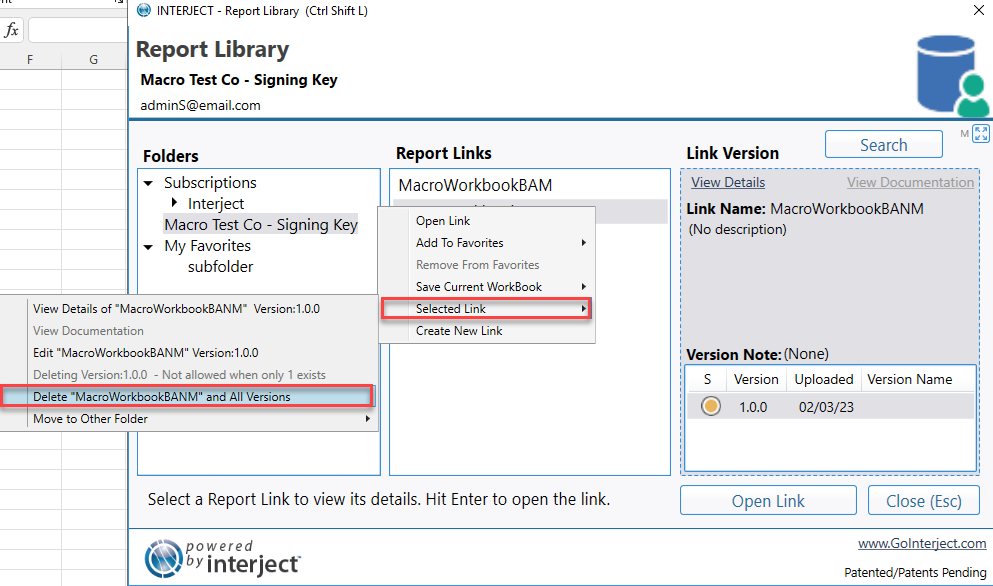 INTERJECT - Report Library (Ctrl Shift L)
fx
F
G
Report Library
Macro Test Co - Signing Key
adminS@email.com
M
Search
Folders
Report Links
Link Version
Subscriptions
Interject
Macro Test Co - Signing Key
My Favorites
subfolder
MacroWorkbookBAM
View Details
View Documentation
Link Name: MacroWorkbookBANM
(No description)
Open Link
Add To Favorites
Remove From Favorites
Save Current WorkBook
Selected Link
Create New Link
View Details of "MacroWorkbookBANM" Version:1.0.0
View Documentation
Edit "MacroWorkbookBANM" Version:1.0.0
Deleting Version:1.0.0 - Not allowed when only 1 exists
Delete "MacroWorkbookBANM" and All Versions
Move to Other Folder
Version Note: (None)
S Version Uploaded Version Name
1.0.0 02/03/23
Select a Report Link to view its details. Hit Enter to open the link.
Open Link
Close (Esc)
powered
by interject™
www.GoInterject.com
Patented/Patents Pending